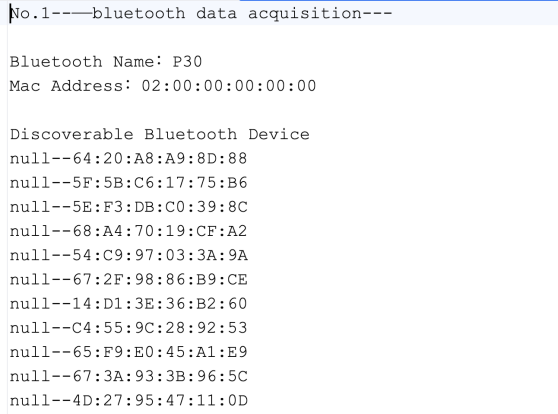 No.1--——bluetooth data acquisition---
Bluetooth Name: P30
Mac Address: 02:00:00:00:00:00
Discoverable Bluetooth Device
null--64:20:A8:A9:8D:88
null--5F:5B:C6:17:75:B6
null--5E:F3:DB:C0:39:8C
null--68:A4:70:19:CF:A2
null--54:C9:97:03:3A:9A
null--67:2F:98:86:B9:CE
null--14:D1:3E:36:B2:60
null--C4:55:9C:28:92:53
null--65:F9:E0:45:A1:E9
null--67:3A:93:3B:96:5C
null--4D:27:95:47:11:0D